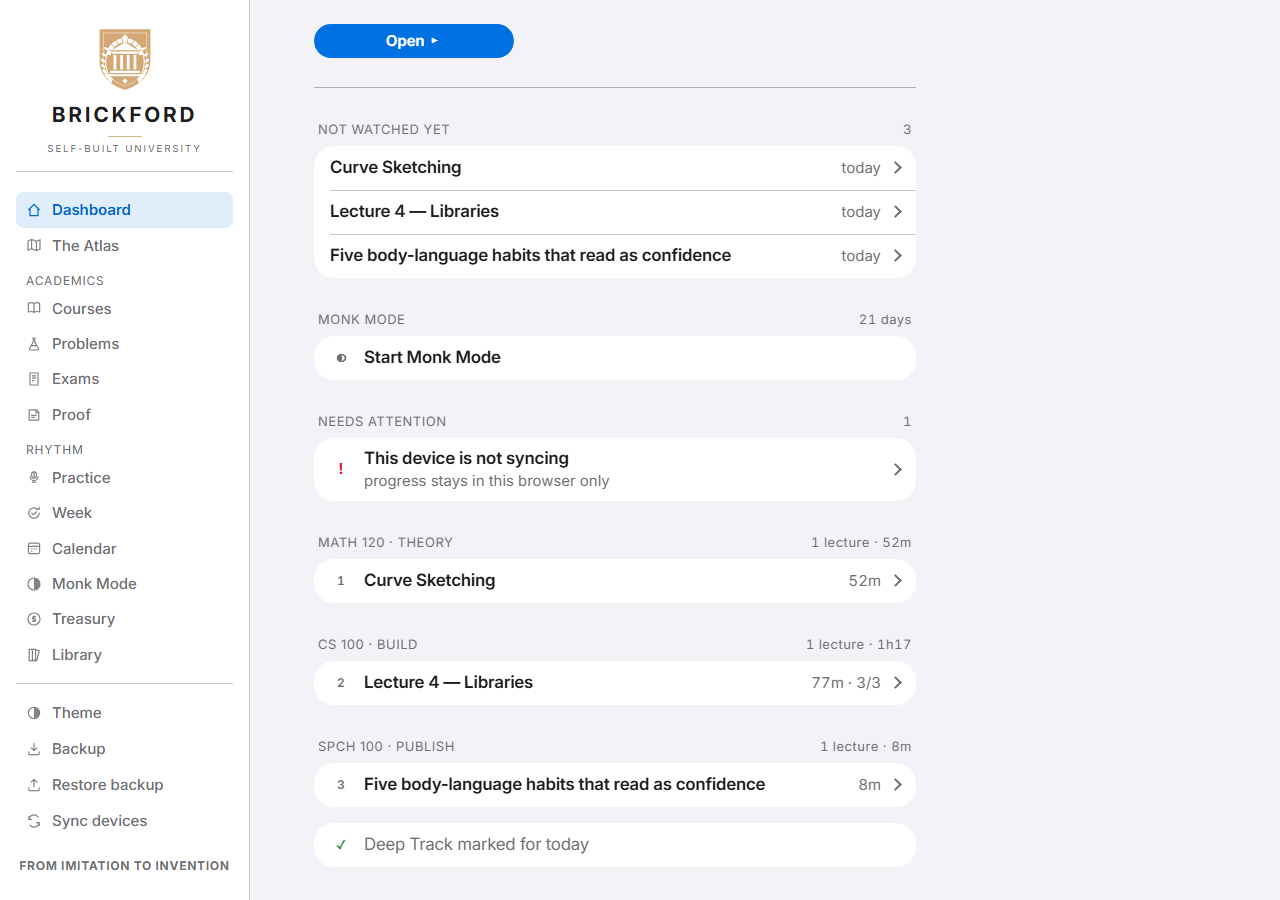 BRICKFORD
SELF-BUILT UNIVERSITY
Dashboard
The Atlas
ACADEMICS
Courses
Problems
Exams
Proof
RHYTHM
Practice
Week
Calendar
Monk Mode
Treasury
Library
Theme
Backup
Restore backup
Sync devices
FROM IMITATION TO INVENTION
Open ▸
NOT WATCHED YET 3
Curve Sketching today
Lecture 4 — Libraries today
Five body-language habits that read as confidence today
MONK MODE 21 days
Start Monk Mode
NEEDS ATTENTION 1
! This device is not syncing
progress stays in this browser only
MATH 120 · THEORY 1 lecture · 52m
1 Curve Sketching 52m
CS 100 · BUILD 1 lecture · 1h17
2 Lecture 4 — Libraries 77m · 3/3
SPCH 100 · PUBLISH 1 lecture · 8m
3 Five body-language habits that read as confidence 8m
✓ Deep Track marked for today